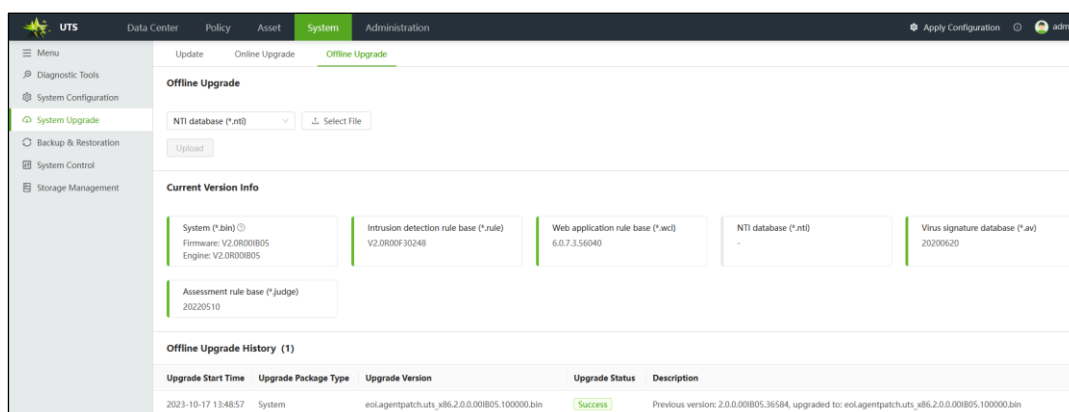 UTS Data Center Policy Asset System Administration Apply Configuration adm
Menu
Diagnostic Tools
System Configuration
System Upgrade
Backup & Restoration
System Control
Storage Management
Update Online Upgrade Offline Upgrade
Offline Upgrade
NTI database (*.nti) Select File
Upload
Current Version Info
System (*.bin)
Firmware: V2.0R00IB05
Engine: V2.0R00IB05
Intrusion detection rule base (*.rule)
V2.0R00F30248
Web application rule base (*.wcl)
6.0.7.3.56040
NTI database (*.nti)
-
Virus signature database (*.av)
20200620
Assessment rule base (*.judge)
20220510
Offline Upgrade History (1)
Upgrade Start Time Upgrade Package Type Upgrade Version Upgrade Status Description
2023-10-17 13:48:57 System eoi.agentpatch.uts_x86.2.0.0.00IB05.100000.bin Success Previous version: 2.0.0.00IB05.36584, upgraded to: eoi.agentpatch.uts_x86.2.0.0.00IB05.100000.bin